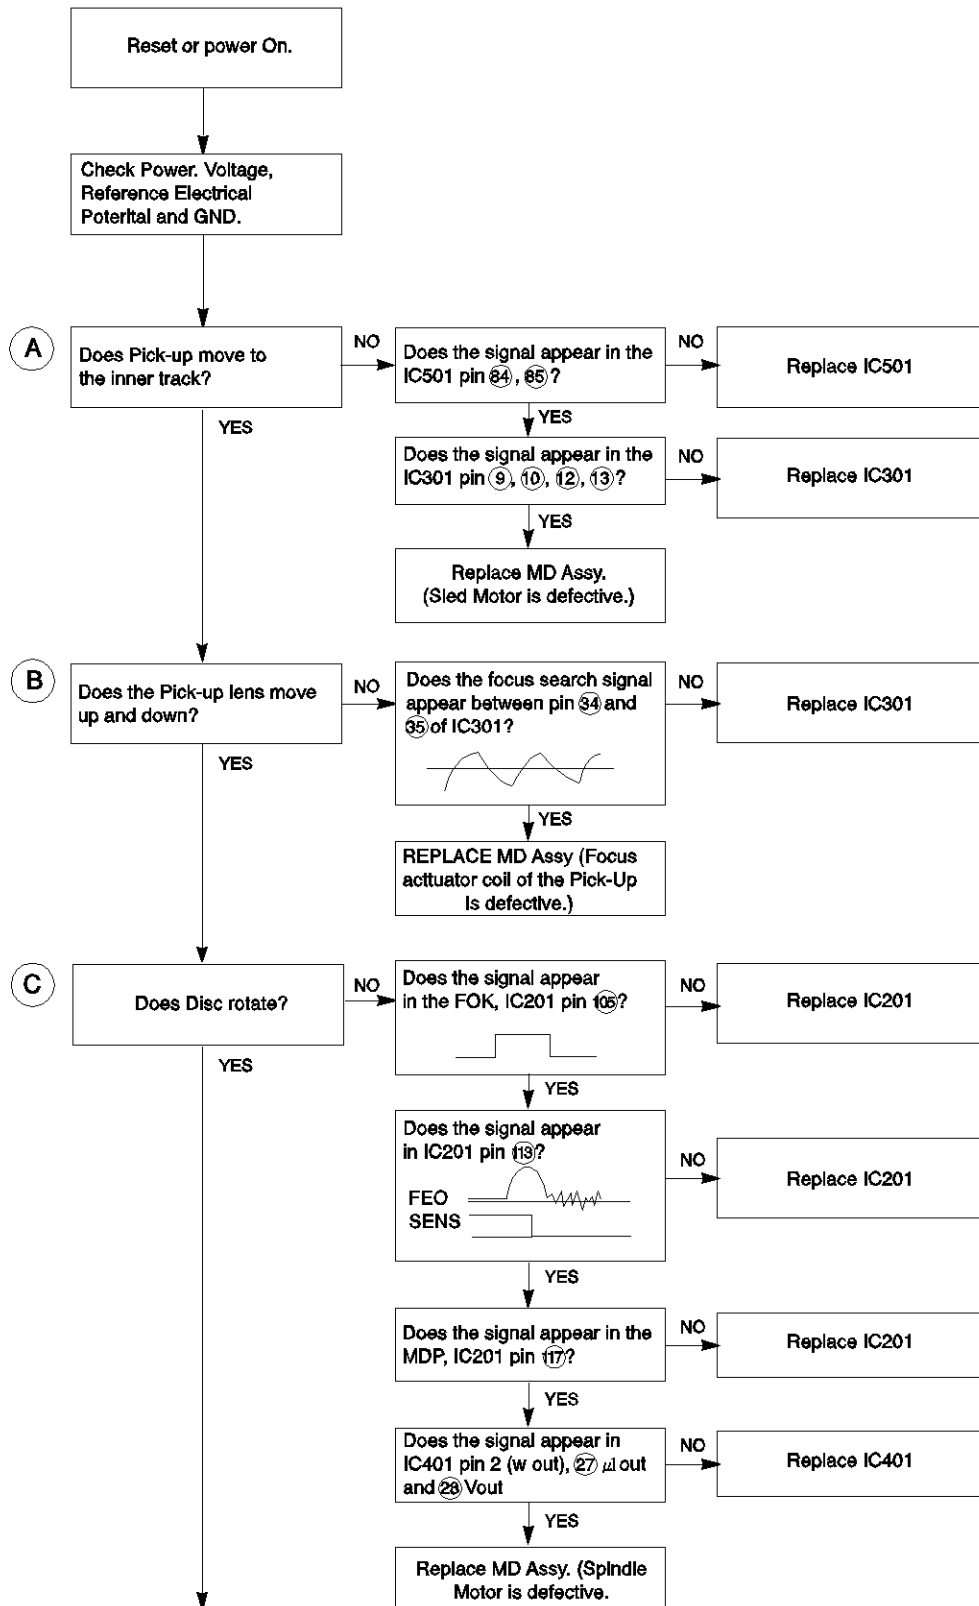 Reset or power On.
Check Power. Voltage,
Reference Electrical
Poterltal and GND.
A
Does Pick-up move to
the inner track?
NO
YES
Does the signal appear in the
IC501 pin 84, 85 ?
NO
YES
Replace IC501
Does the signal appear in the
IC301 pin 9, 10, 12, 13 ?
NO
YES
Replace IC301
Replace MD Assy.
(Sled Motor is defective.)
B
Does the Pick-up lens move
up and down?
NO
YES
Does the focus search signal
appear between pin 34 and
35 of IC301?
NO
YES
Replace IC301
REPLACE MD Assy (Focus
acttuator coil of the Pick-Up
is defective.)
C
Does Disc rotate?
NO
YES
Does the signal appear
in the FOK, IC201 pin 105?
NO
YES
Replace IC201
Does the signal appear
in IC201 pin 113?
FEO
SENS
NO
YES
Replace IC201
Does the signal appear in the
MDP, IC201 pin 117?
NO
YES
Replace IC201
Does the signal appear in
IC401 pin 2 (w out), 27 μl out
and 28 Vout
NO
YES
Replace IC401
Replace MD Assy. (Spindle
Motor is defective.